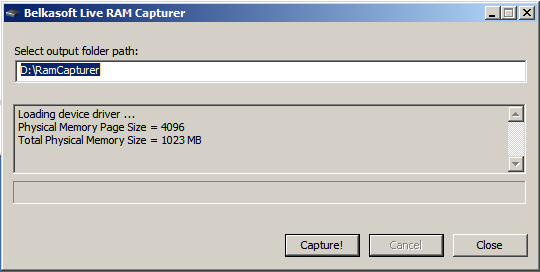 Belkasoft Live RAM Capturer
Select output folder path:
D:\RamCapturer
Loading device driver ...
Physical Memory Page Size = 4096
Total Physical Memory Size = 1023 MB
Capture! Cancel Close